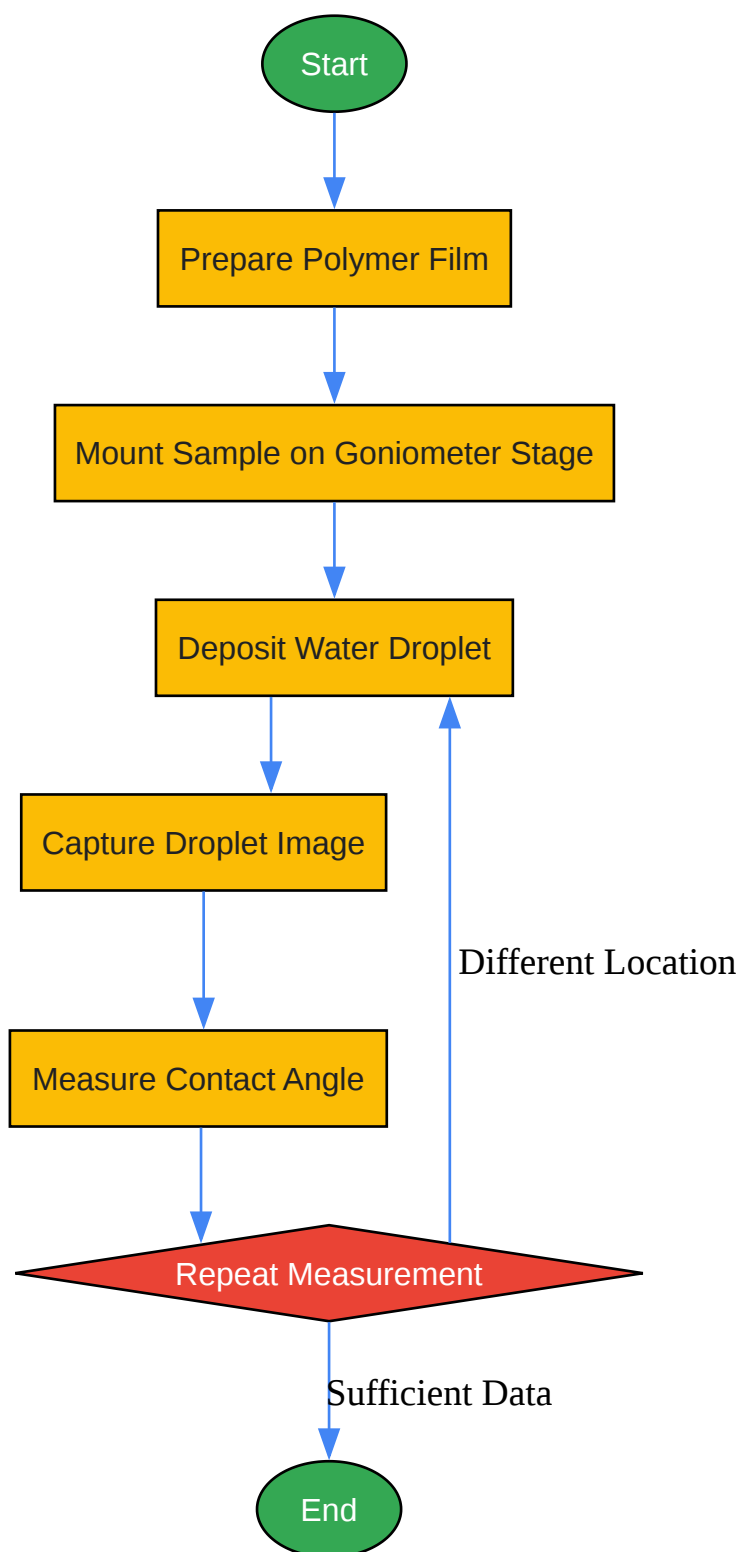 Start
Prepare Polymer Film
Mount Sample on Goniometer Stage
Deposit Water Droplet
Capture Droplet Image
Different Location
Measure Contact Angle
Repeat Measurement
Sufficient Data
End